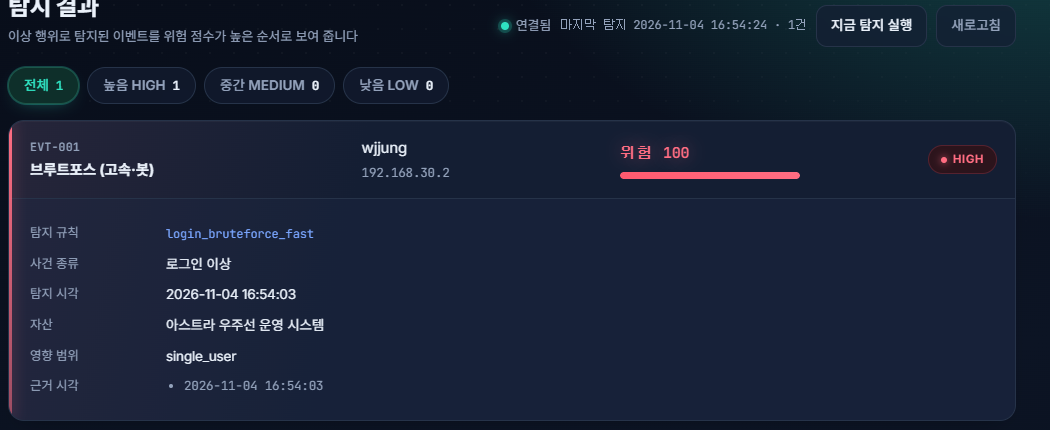 탐지 결과
이상 행위로 탐지된 이벤트를 위험 점수가 높은 순서로 보여 줍니다
연결됨 마지막 탐지 2026-11-04 16:54:24 · 1건
지금 탐지 실행
새로고침
전체 1
높음 HIGH 1
중간 MEDIUM 0
낮음 LOW 0
EVT-001
브루트포스 (고속·봇)
wjjung
192.168.30.2
위험 100
HIGH
탐지 규칙 login_bruteforce_fast
사건 종류 로그인 이상
탐지 시각 2026-11-04 16:54:03
자산 아스트라 우주선 운영 시스템
영향 범위 single_user
근거 시각 • 2026-11-04 16:54:03